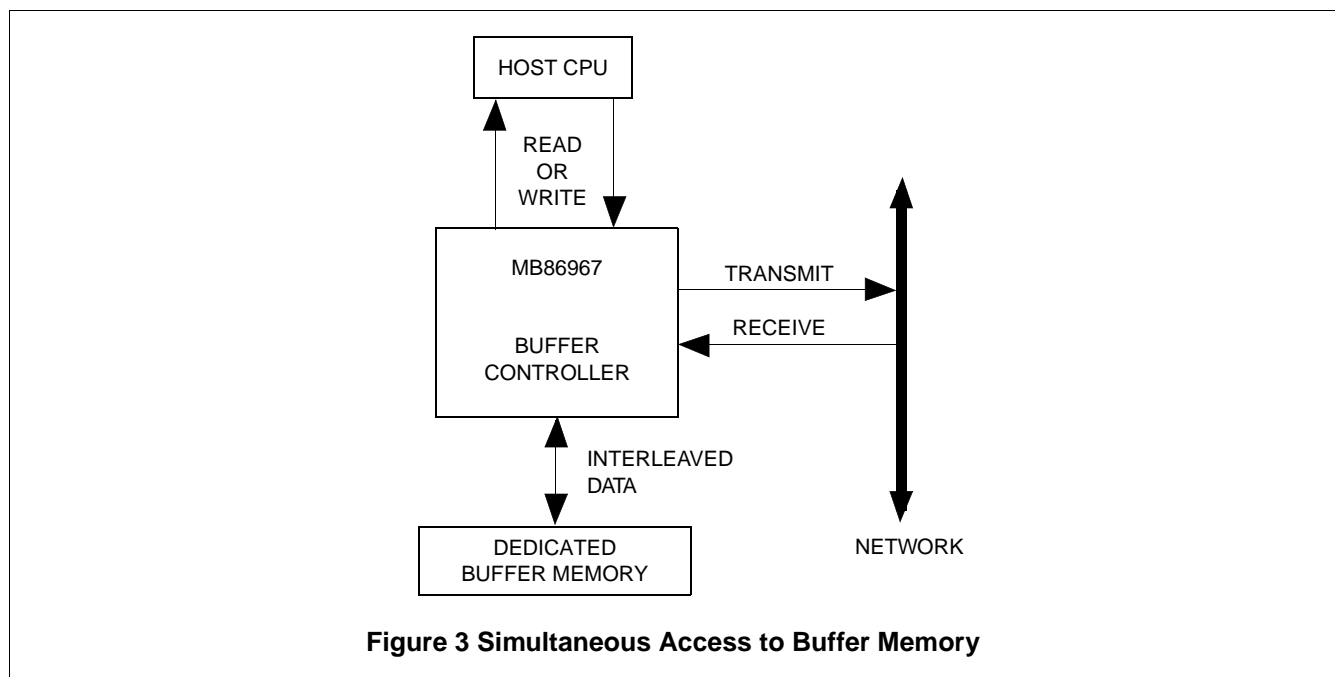 HOST CPU
READ
OR
WRITE
MB86967
BUFFER
CONTROLLER
TRANSMIT
RECEIVE
INTERLEAVED
DATA
DEDICATED
BUFFER MEMORY
NETWORK
Figure 3 Simultaneous Access to Buffer Memory